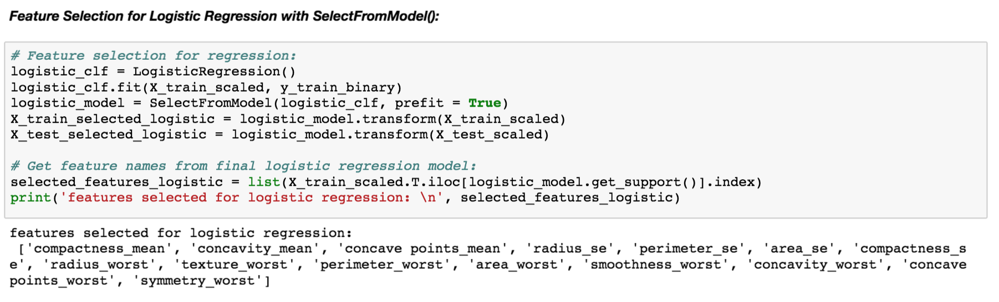 Feature Selection for Logistic Regression with SelectFromModel():
# Feature selection for regression:
logistic_clf = LogisticRegression()
logistic_clf.fit(X_train_scaled, y_train_binary)
logistic_model = SelectFromModel(logistic_clf, prefit = True)
X_train_selected_logistic = logistic_model.transform(X_train_scaled)
X_test_selected_logistic = logistic_model.transform(X_test_scaled)
# Get feature names from final logistic regression model:
selected_features_logistic = list(X_train_scaled.T.iloc[logistic_model.get_support()].index)
print('features selected for logistic regression: \n', selected_features_logistic)
features selected for logistic regression:
['compactness_mean', 'concavity_mean', 'concave points_mean', 'radius_se', 'perimeter_se', 'area_se', 'compactness_s
e', 'radius_worst', 'texture_worst', 'perimeter_worst', 'area_worst', 'smoothness_worst', 'concavity_worst', 'concave
points_worst', 'symmetry_worst']